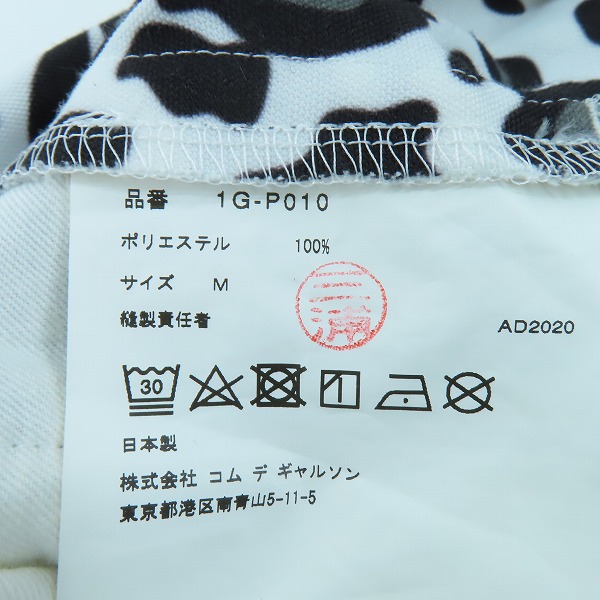 品番 1G-P010
ポリエステル 100%
サイズ M
三浦
縫製責任者 AD2020
30
日本製
株式会社 コム デ ギャルソン
東京都港区南青山5-11-5